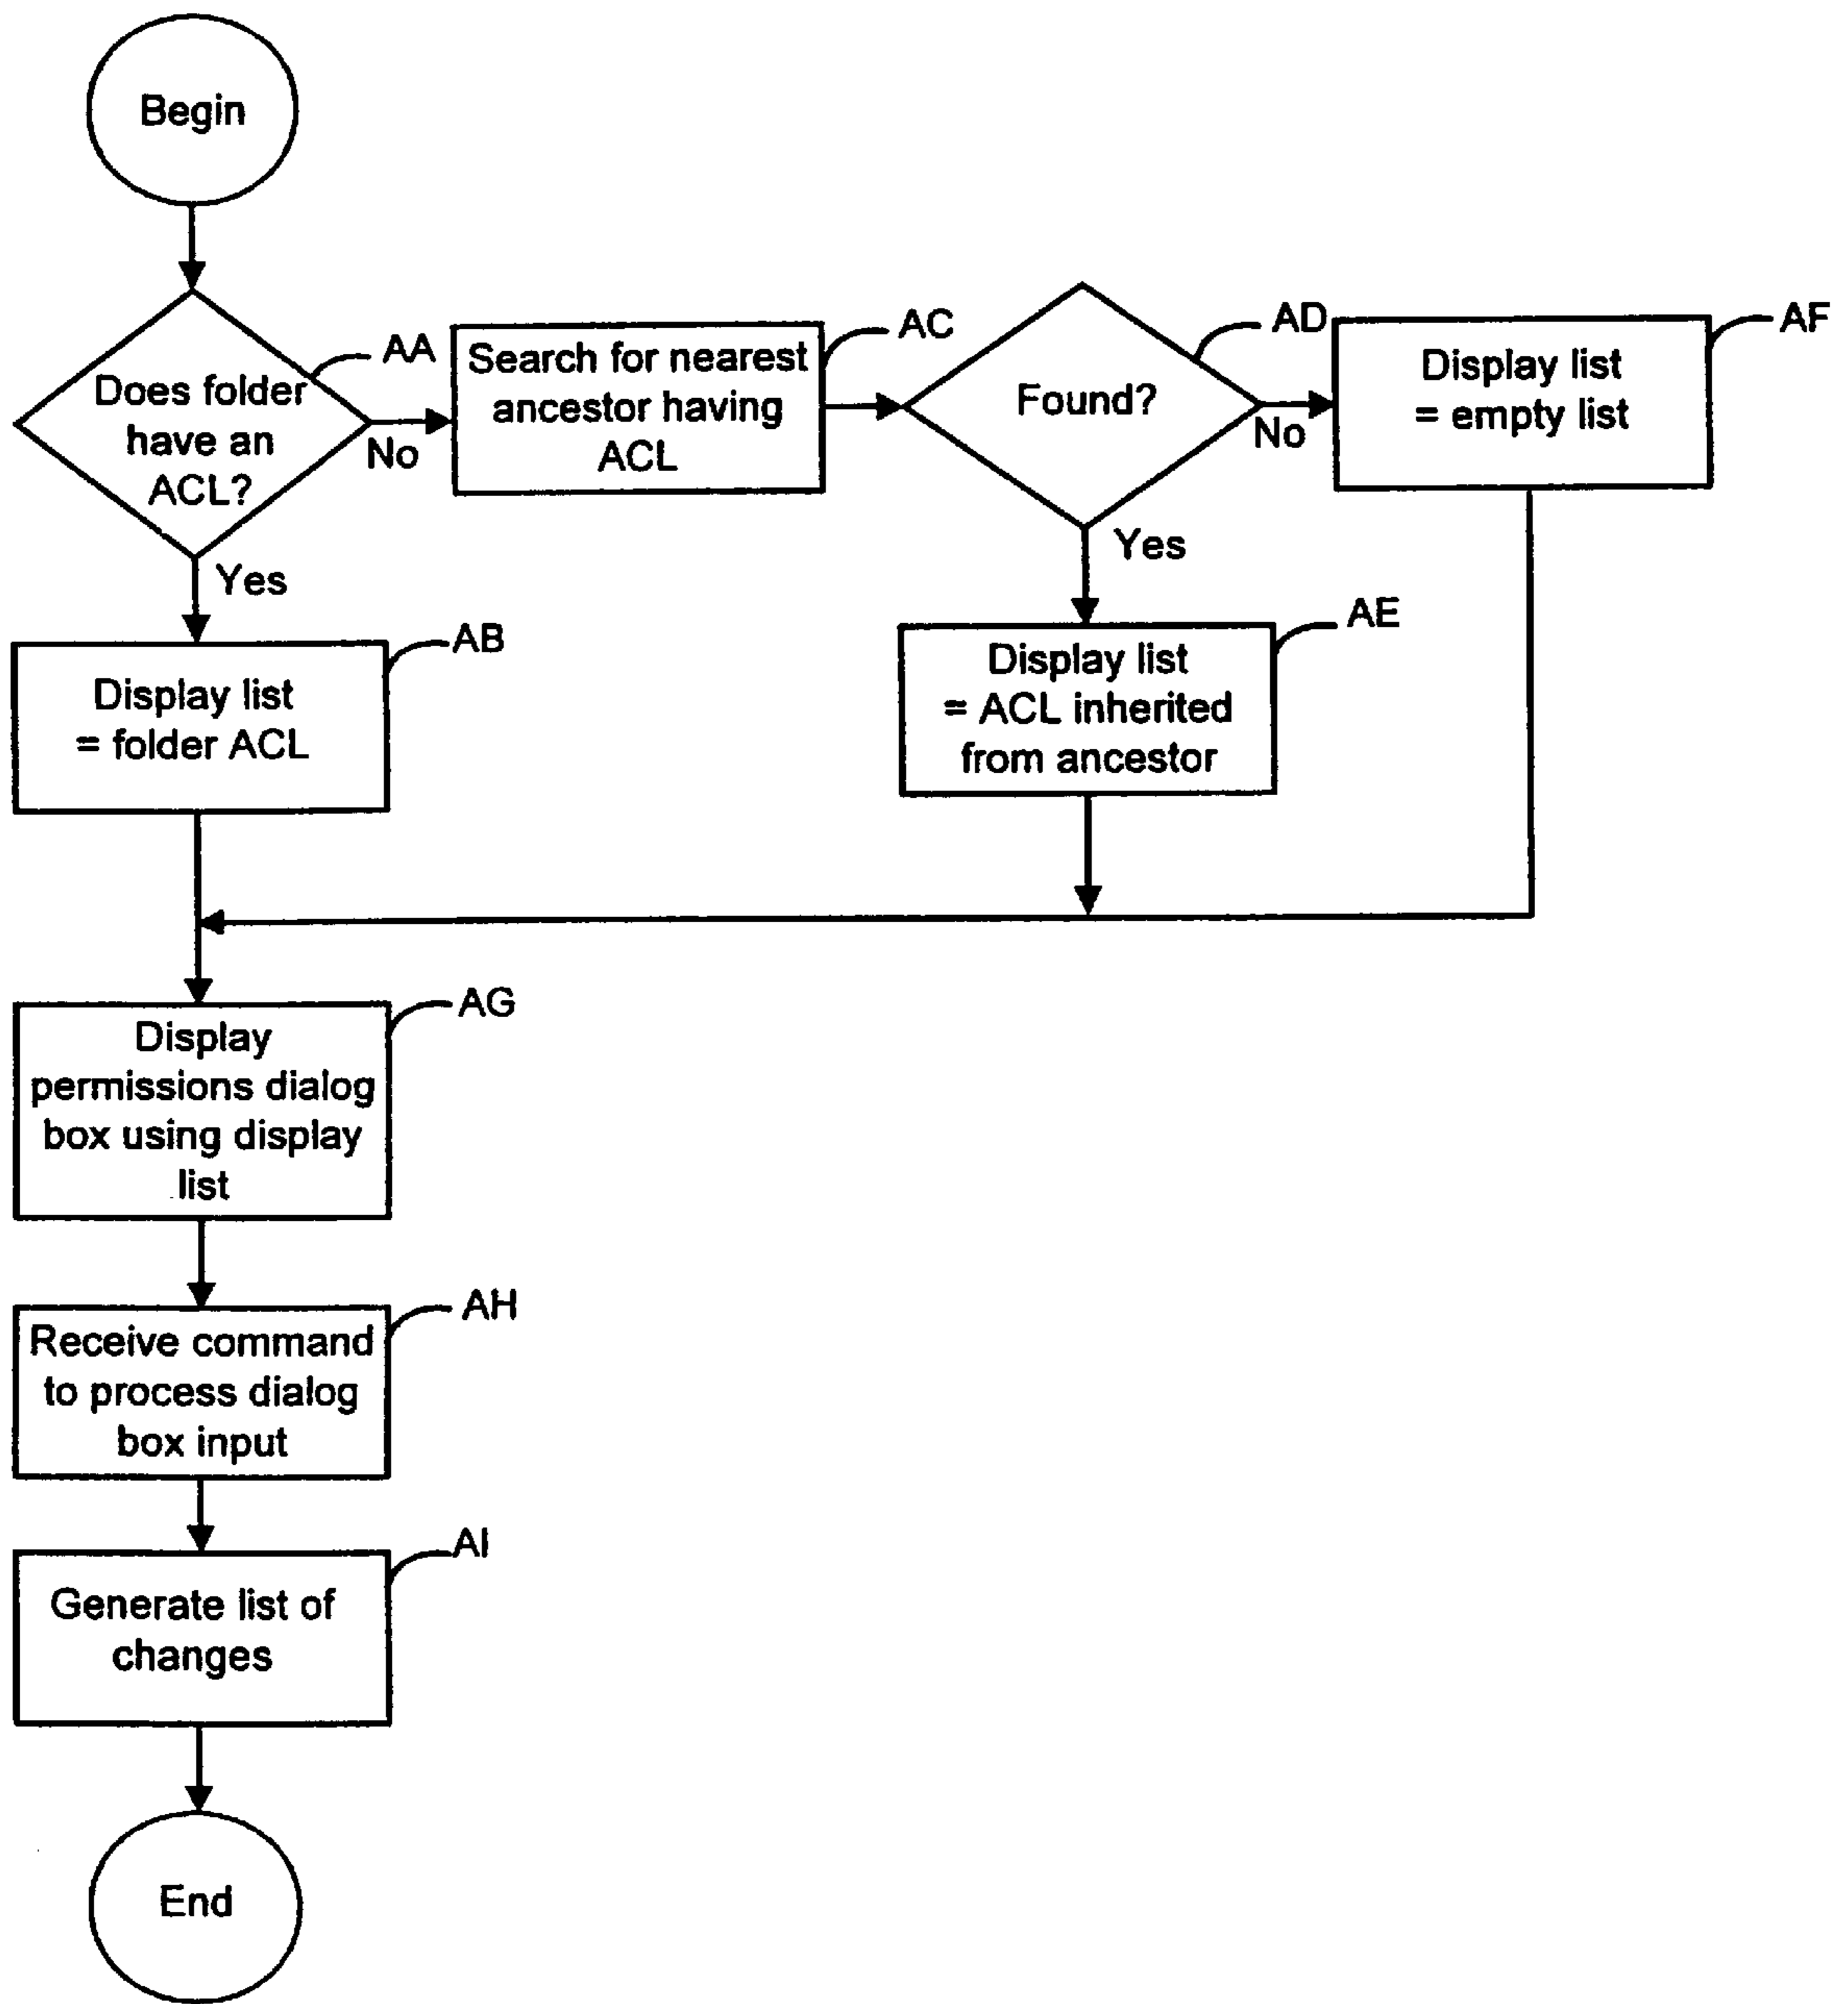 Begin
AA
Does folder
have an
ACL?
No
Yes
AC
Search for nearest
ancestor having
ACL
AD
Found?
No
Yes
AF
Display list
= empty list
AB
Display list
= folder ACL
AE
Display list
= ACL inherited
from ancestor
AG
Display
permissions dialog
box using display
list
AH
Receive command
to process dialog
box input
AI
Generate list of
changes
End